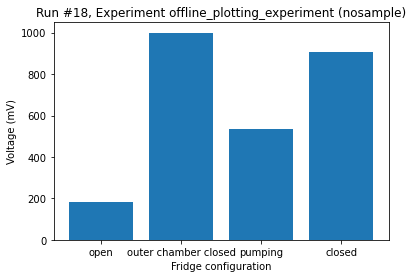 Run #18, Experiment offline_plotting_experiment (nosample)
1000
800
600
400
200
0
Voltage (mV)
open outer chamber closed pumping closed
Fridge configuration